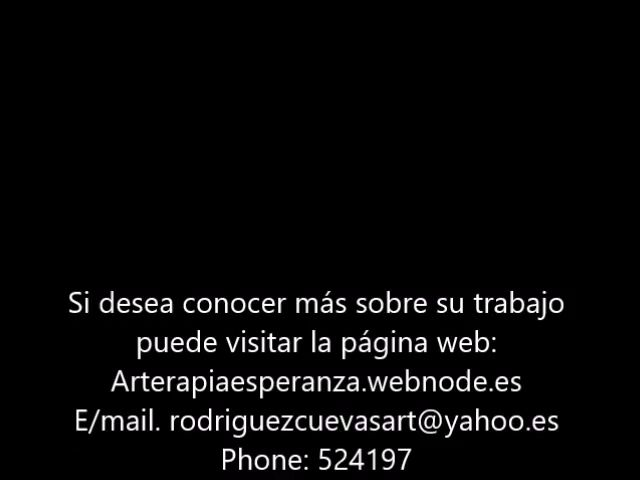 Si desea conocer más sobre su trabajo
puede visitar la página web:
Arterapiaesperanza.webnode.es
E/mail. rodriguezcuevasart@yahoo.es
Phone: 524197